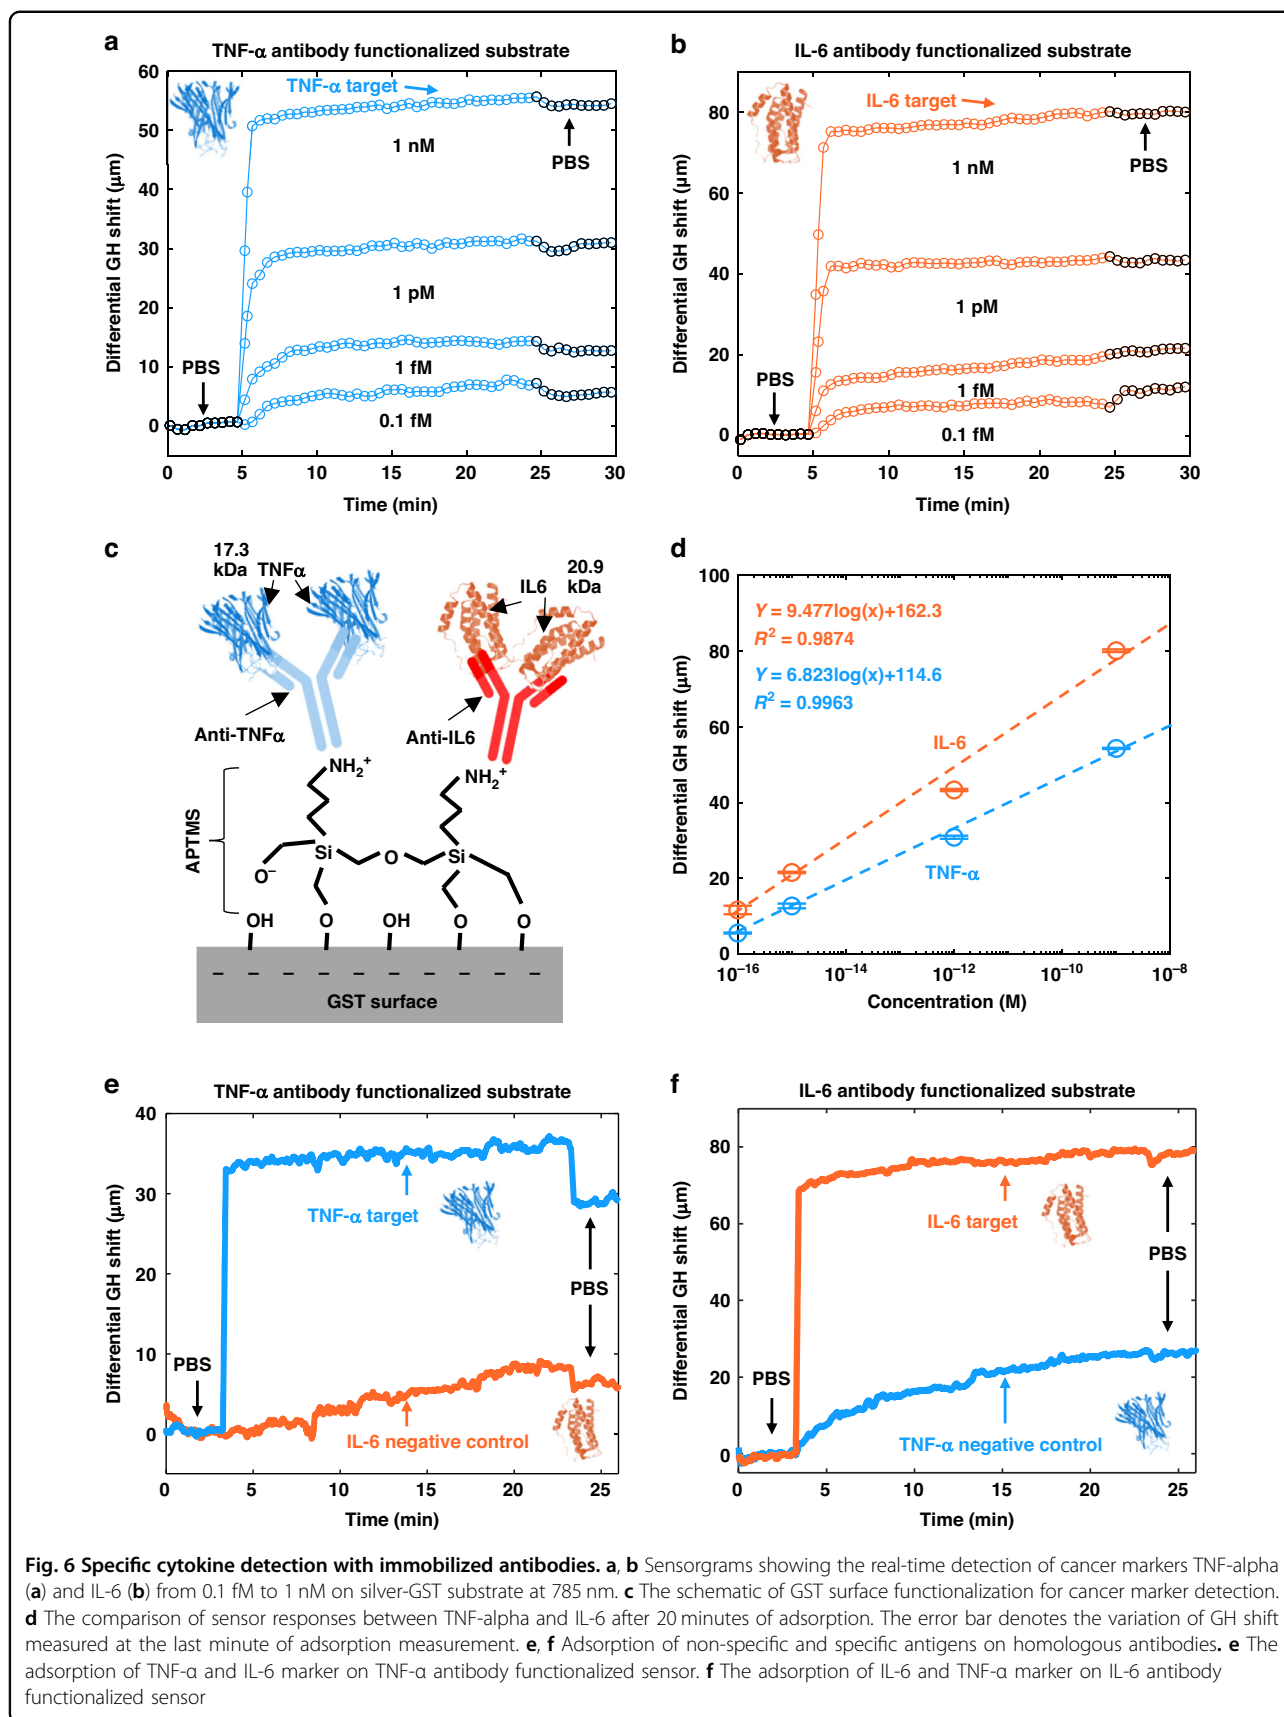 a
TNF-α antibody functionalized substrate
Differential GH shift (μm)
60
50
40
30
20
10
0
TNF-α target
1 nM
PBS
1 pM
PBS
1 fM
0.1 fM
0 5 10 15 20 25 30
Time (min)
b
IL-6 antibody functionalized substrate
Differential GH shift (μm)
80
60
40
20
0
IL-6 target
1 nM
PBS
1 pM
PBS
1 fM
0.1 fM
0 5 10 15 20 25 30
Time (min)
c
17.3
kDa
TNFα
IL6
20.9
kDa
Anti-TNFα
Anti-IL6
APTMS
NH₂⁺
NH₂⁺
Si
O
Si
O⁻
OH
O
OH
O
O
– – – – – – – – – –
GST surface
d
Differential GH shift (μm)
100
80
60
40
20
0
Y = 9.477log(x)+162.3
R² = 0.9874
Y = 6.823log(x)+114.6
R² = 0.9963
IL-6
TNF-α
10⁻¹⁶ 10⁻¹⁴ 10⁻¹² 10⁻¹⁰ 10⁻⁸
Concentration (M)
e
TNF-α antibody functionalized substrate
Differential GH shift (μm)
40
30
20
10
0
TNF-α target
PBS
PBS
IL-6 negative control
0 5 10 15 20 25
Time (min)
f
IL-6 antibody functionalized substrate
Differential GH shift (μm)
80
60
40
20
0
IL-6 target
PBS
PBS
TNF-α negative control
0 5 10 15 20 25
Time (min)
Fig. 6 Specific cytokine detection with immobilized antibodies. a, b Sensorgrams showing the real-time detection of cancer markers TNF-alpha
(a) and IL-6 (b) from 0.1 fM to 1 nM on silver-GST substrate at 785 nm. c The schematic of GST surface functionalization for cancer marker detection.
d The comparison of sensor responses between TNF-alpha and IL-6 after 20 minutes of adsorption. The error bar denotes the variation of GH shift
measured at the last minute of adsorption measurement. e, f Adsorption of non-specific and specific antigens on homologous antibodies. e The
adsorption of TNF-α and IL-6 marker on TNF-α antibody functionalized sensor. f The adsorption of IL-6 and TNF-α marker on IL-6 antibody
functionalized sensor